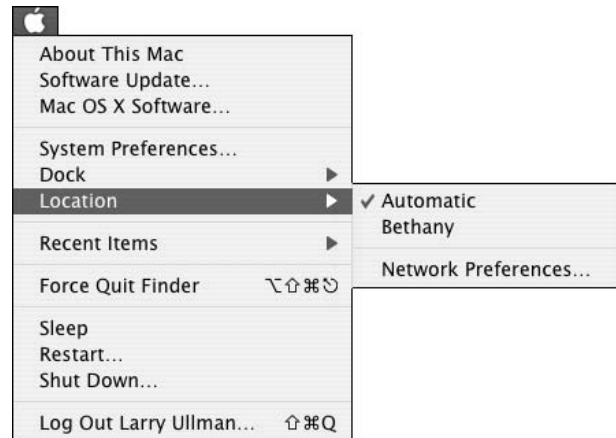 About This Mac
Software Update...
Mac OS X Software...
System Preferences...
Dock
Location
Recent Items
Force Quit Finder ⌥⇧⌘⎋
Sleep
Restart...
Shut Down...
Log Out Larry Ullman... ⇧⌘Q
✓ Automatic
Bethany
Network Preferences...